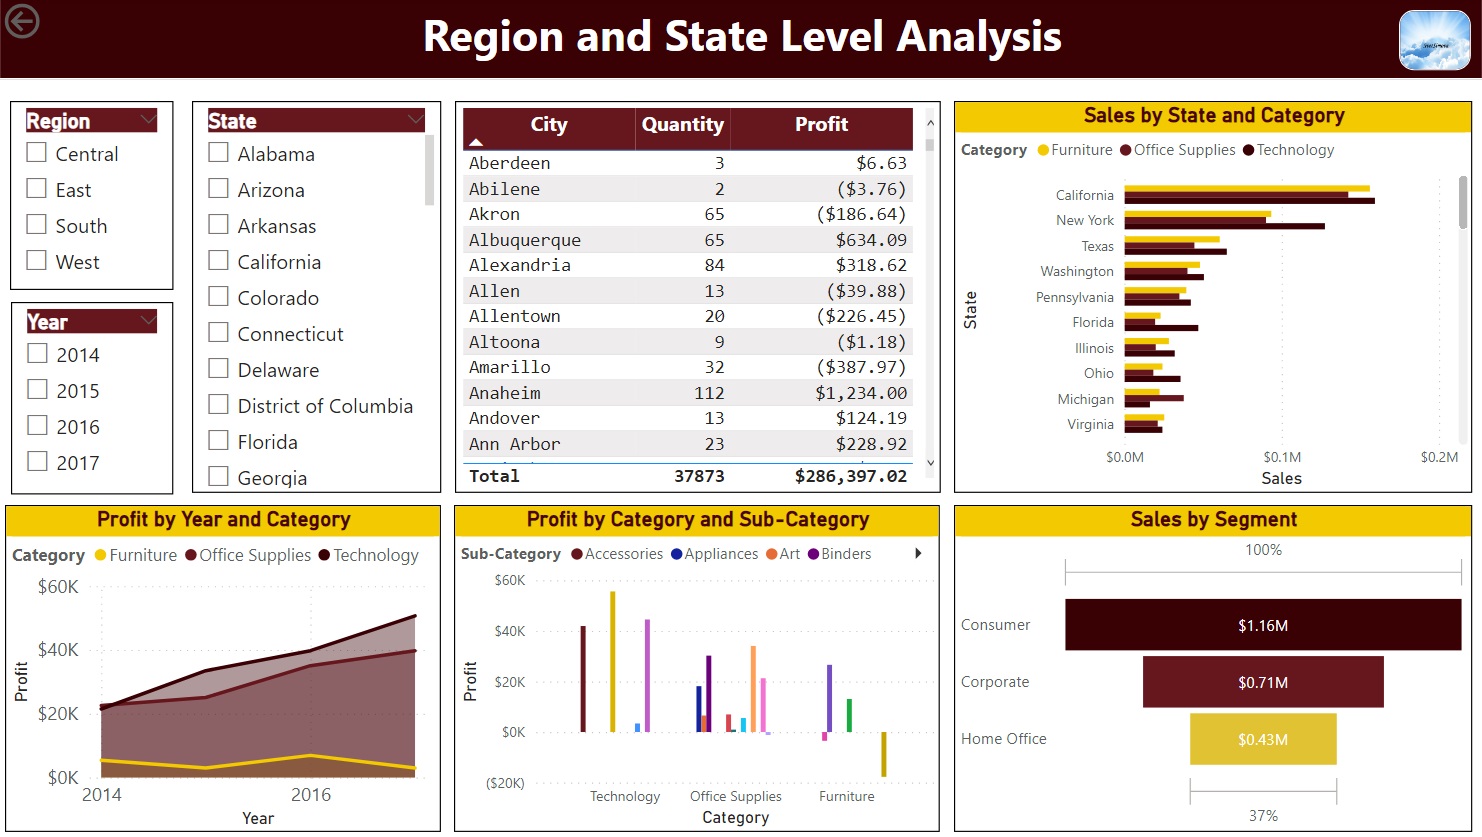 Region and State Level Analysis
Region
Central
East
South
West
Year
2014
2015
2016
2017
State
Alabama
Arizona
Arkansas
California
Colorado
Connecticut
Delaware
District of Columbia
Florida
Georgia
City Quantity Profit
Aberdeen 3 $6.63
Abilene 2 ($3.76)
Akron 65 ($186.64)
Albuquerque 65 $634.09
Alexandria 84 $318.62
Allen 13 ($39.88)
Allentown 20 ($226.45)
Altoona 9 ($1.18)
Amarillo 32 ($387.97)
Anaheim 112 $1,234.00
Andover 13 $124.19
Ann Arbor 23 $228.92
Total 37873 $286,397.02
Sales by State and Category
Category Furniture Office Supplies Technology
State
California
New York
Texas
Washington
Pennsylvania
Florida
Illinois
Ohio
Michigan
Virginia
$0.0M $0.1M $0.2M
Sales
Profit by Year and Category
Category Furniture Office Supplies Technology
Profit
$60K
$40K
$20K
$0K
2014 2016
Year
Profit by Category and Sub-Category
Sub-Category Accessories Appliances Art Binders
Profit
$60K
$40K
$20K
$0K
($20K)
Technology Office Supplies Furniture
Category
Sales by Segment
100%
Consumer $1.16M
Corporate $0.71M
Home Office $0.43M
37%